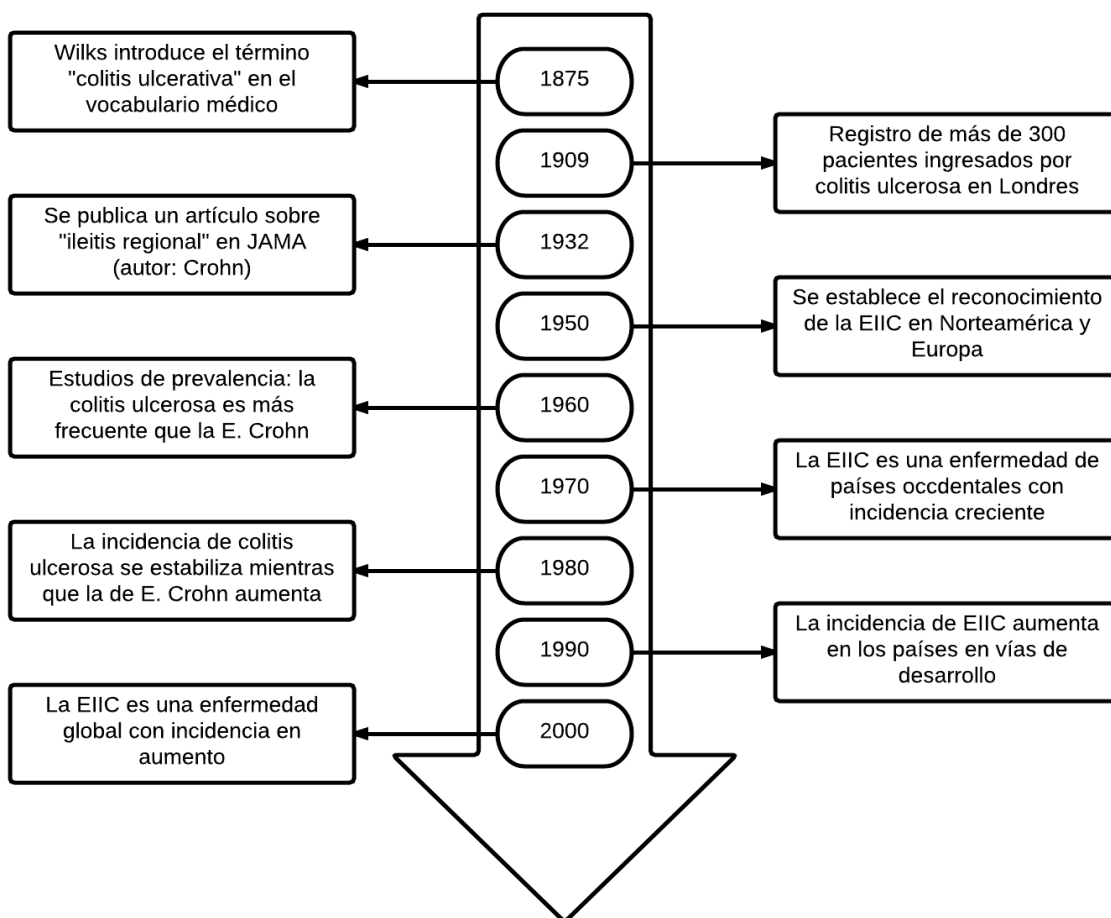 Wilks introduce el término
"colitis ulcerativa" en el
vocabulario médico
1875
1909
Registro de más de 300
pacientes ingresados por
colitis ulcerosa en Londres
Se publica un artículo sobre
"ileitis regional" en JAMA
(autor: Crohn)
1932
1950
Se establece el reconocimiento
de la EIIC en Norteamérica y
Europa
Estudios de prevalencia: la
colitis ulcerosa es más
frecuente que la E. Crohn
1960
1970
La EIIC es una enfermedad de
países occdentales con
incidencia creciente
La incidencia de colitis
ulcerosa se estabiliza mientras
que la de E. Crohn aumenta
1980
1990
La incidencia de EIIC aumenta
en los países en vías de
desarrollo
La EIIC es una enfermedad
global con incidencia en
aumento
2000